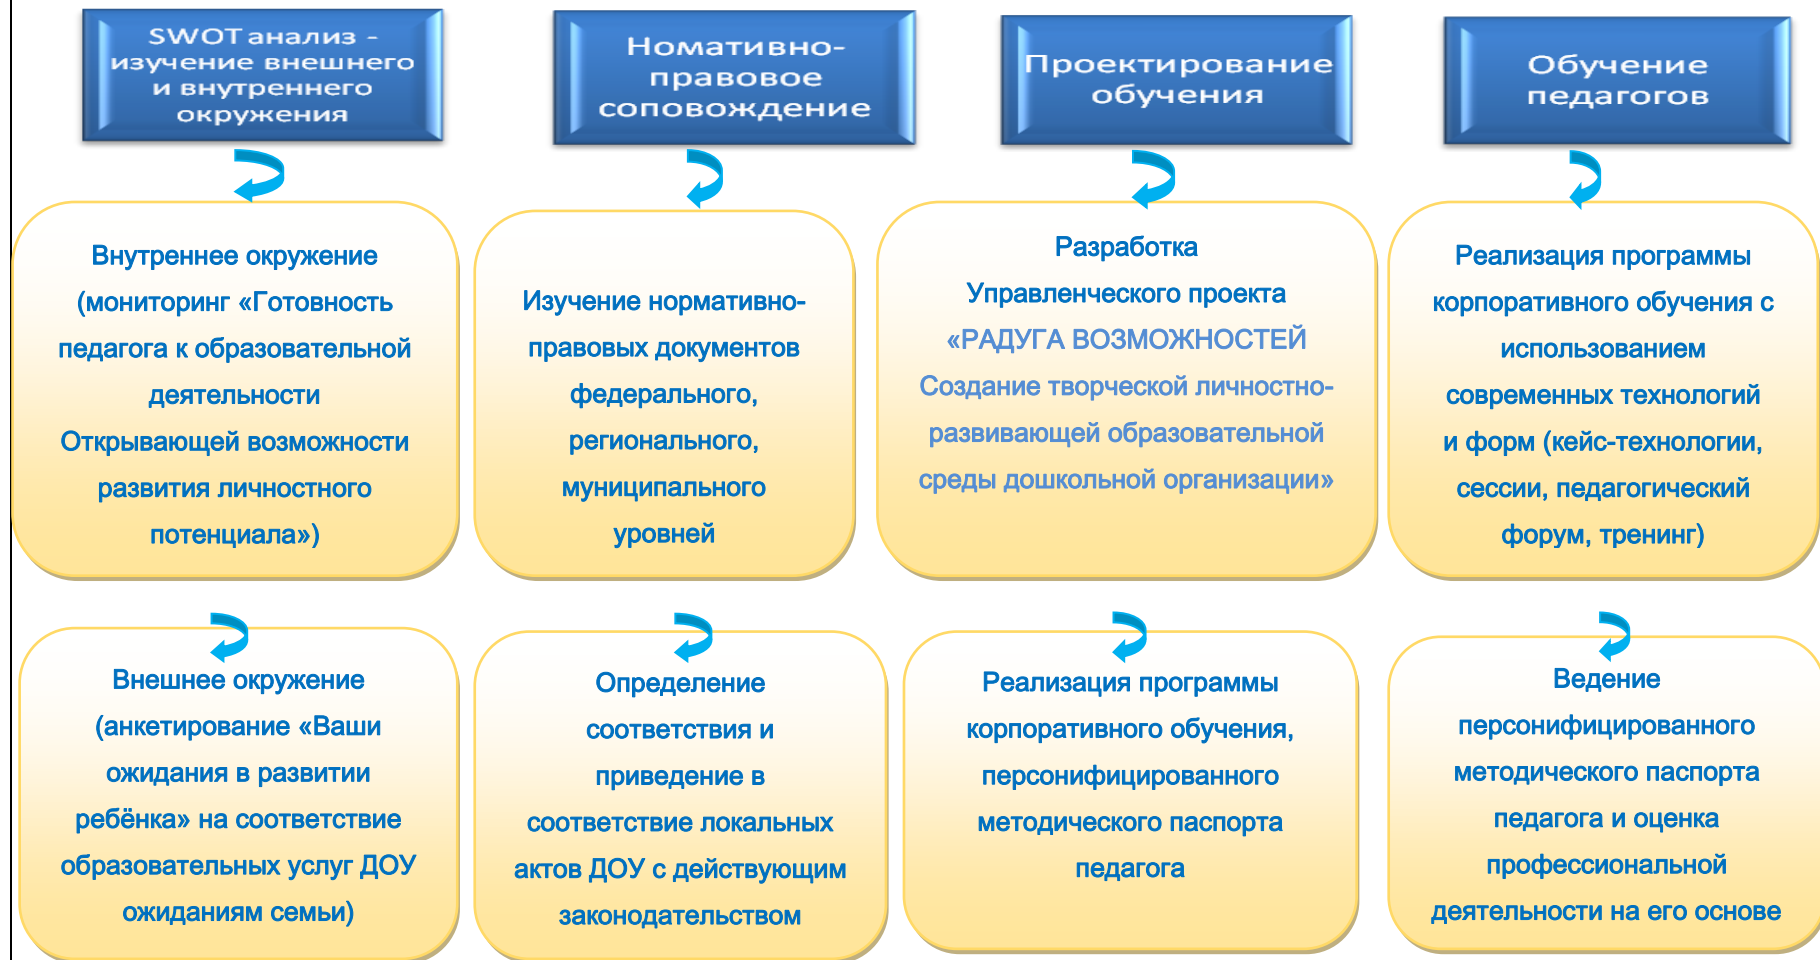 SWOT анализ -
изучение внешнего
и внутреннего
окружения
Номативно-
правовое
соповождение
Проектирование
обучения
Обучение
педагогов
Внутреннее окружение
(мониторинг «Готовность
педагога к образовательной
деятельности
Открывающей возможности
развития личностного
потенциала»)
Изучение нормативно-
правовых документов
федерального,
регионального,
муниципального
уровней
Разработка
Управленческого проекта
«РАДУГА ВОЗМОЖНОСТЕЙ
Создание творческой личностно-
развивающей образовательной
среды дошкольной организации»
Реализация программы
корпоративного обучения с
использованием
современных технологий
и форм (кейс-технологии,
сессии, педагогический
форум, тренинг)
Внешнее окружение
(анкетирование «Ваши
ожидания в развитии
ребёнка» на соответствие
образовательных услуг ДОУ
ожиданиям семьи)
Определение
соответствия и
приведение в
соответствие локальных
актов ДОУ с действующим
законодательством
Реализация программы
корпоративного обучения,
персонифицированного
методического паспорта
педагога
Ведение
персонифицированного
методического паспорта
педагога и оценка
профессиональной
деятельности на его основе